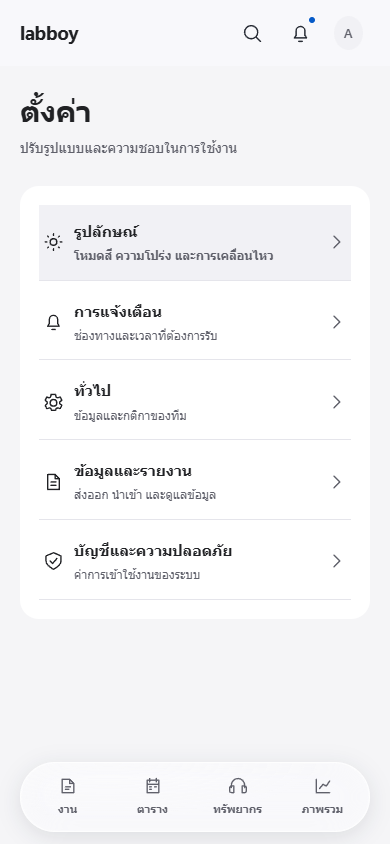 labboy
A
ตั้งค่า
ปรับรูปแบบและความชอบในการใช้งาน
รูปลักษณ์
โหมดสี ความโปร่ง และการเคลื่อนไหว
การแจ้งเตือน
ช่องทางและเวลาที่ต้องการรับ
ทั่วไป
ข้อมูลและกติกาของทีม
ข้อมูลและรายงาน
ส่งออก นำเข้า และดูแลข้อมูล
บัญชีและความปลอดภัย
ค่าการเข้าใช้งานของระบบ
งาน
ตาราง
ทรัพยากร
ภาพรวม